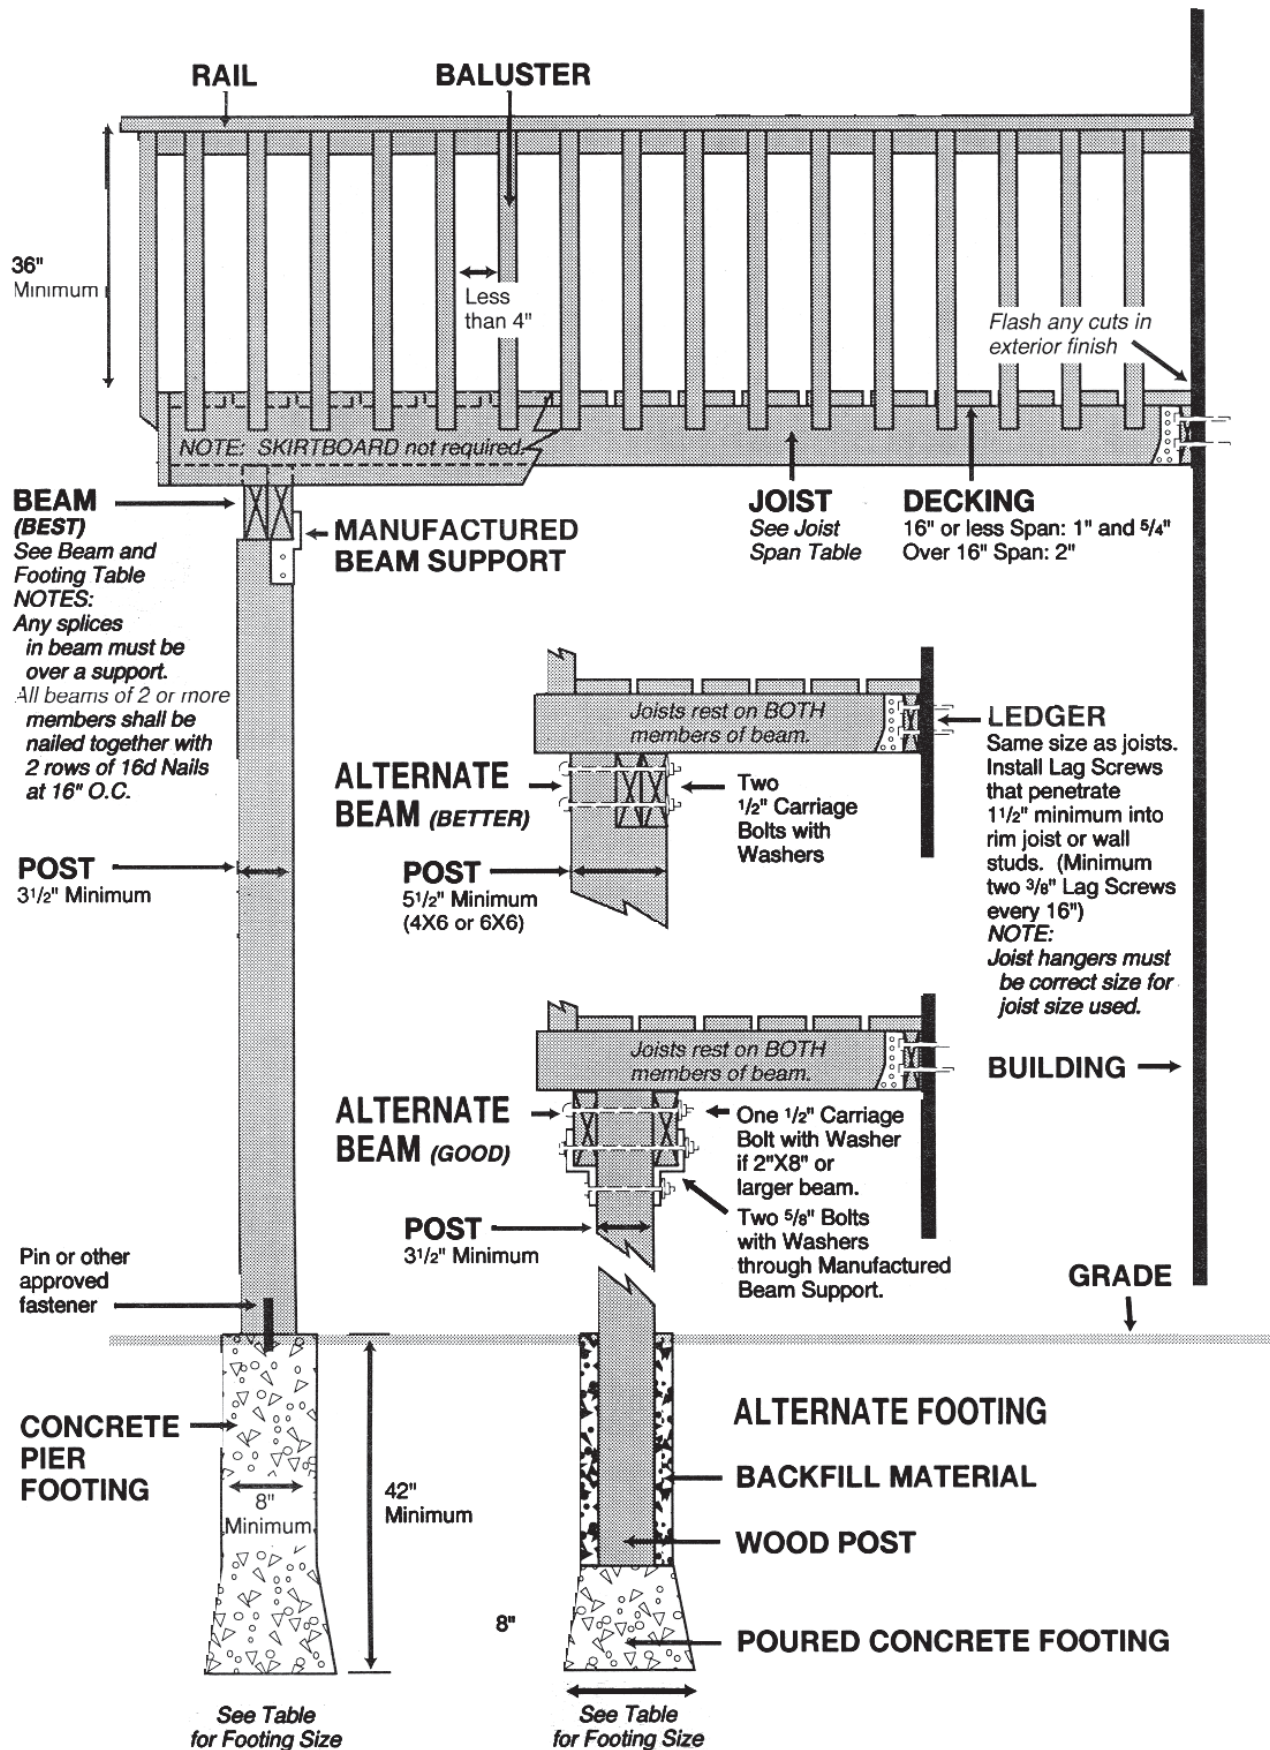 RAIL
BALUSTER
36"
Minimum
Less
than 4"
Flash any cuts in
exterior finish
NOTE: SKIRTBOARD not required.
BEAM
(BEST)
See Beam and
Footing Table
NOTES:
Any splices
in beam must be
over a support.
All beams of 2 or more
members shall be
nailed together with
2 rows of 16d Nails
at 16" O.C.
MANUFACTURED
BEAM SUPPORT
JOIST
See Joist
Span Table
DECKING
16" or less Span: 1" and 5/4"
Over 16" Span: 2"
Joists rest on BOTH
members of beam.
ALTERNATE
BEAM (BETTER)
Two
1/2" Carriage
Bolts with
Washers
LEDGER
Same size as joists.
Install Lag Screws
that penetrate
1 1/2" minimum into
rim joist or wall
studs. (Minimum
two 3/8" Lag Screws
every 16")
NOTE:
Joist hangers must
be correct size for
joist size used.
POST
3 1/2" Minimum
POST
5 1/2" Minimum
(4X6 or 6X6)
Joists rest on BOTH
members of beam.
BUILDING
ALTERNATE
BEAM (GOOD)
One 1/2" Carriage
Bolt with Washer
if 2"X8" or
larger beam.
Two 5/8" Bolts
with Washers
through Manufactured
Beam Support.
POST
3 1/2" Minimum
Pin or other
approved
fastener
GRADE
CONCRETE
PIER
FOOTING
8"
Minimum
42"
Minimum
ALTERNATE FOOTING
BACKFILL MATERIAL
WOOD POST
8"
POURED CONCRETE FOOTING
See Table
for Footing Size
See Table
for Footing Size